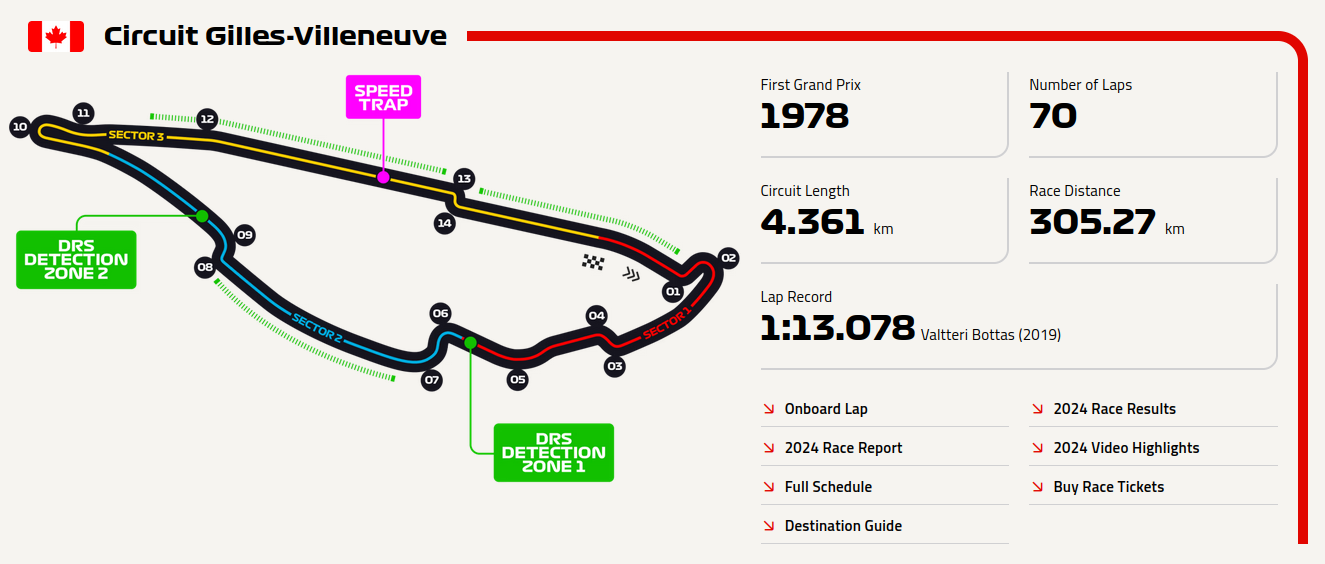 Circuit Gilles-Villeneuve
SPEED
TRAP
10
11
SECTOR 3
12
13
14
DRS
DETECTION
ZONE 2
09
08
SECTOR 2
02
01
SECTOR 1
06
04
03
07
05
DRS
DETECTION
ZONE 1
First Grand Prix
1978
Number of Laps
70
Circuit Length
4.361 km
Race Distance
305.27 km
Lap Record
1:13.078 Valtteri Bottas (2019)
Onboard Lap
2024 Race Results
2024 Race Report
2024 Video Highlights
Full Schedule
Buy Race Tickets
Destination Guide